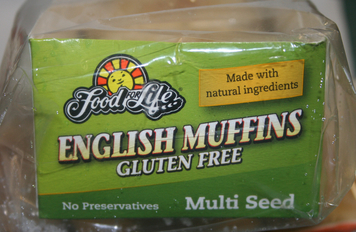 Food FOR Life
Made with
natural ingredients
ENGLISH MUFFINS
GLUTEN FREE
No Preservatives
Multi Seed